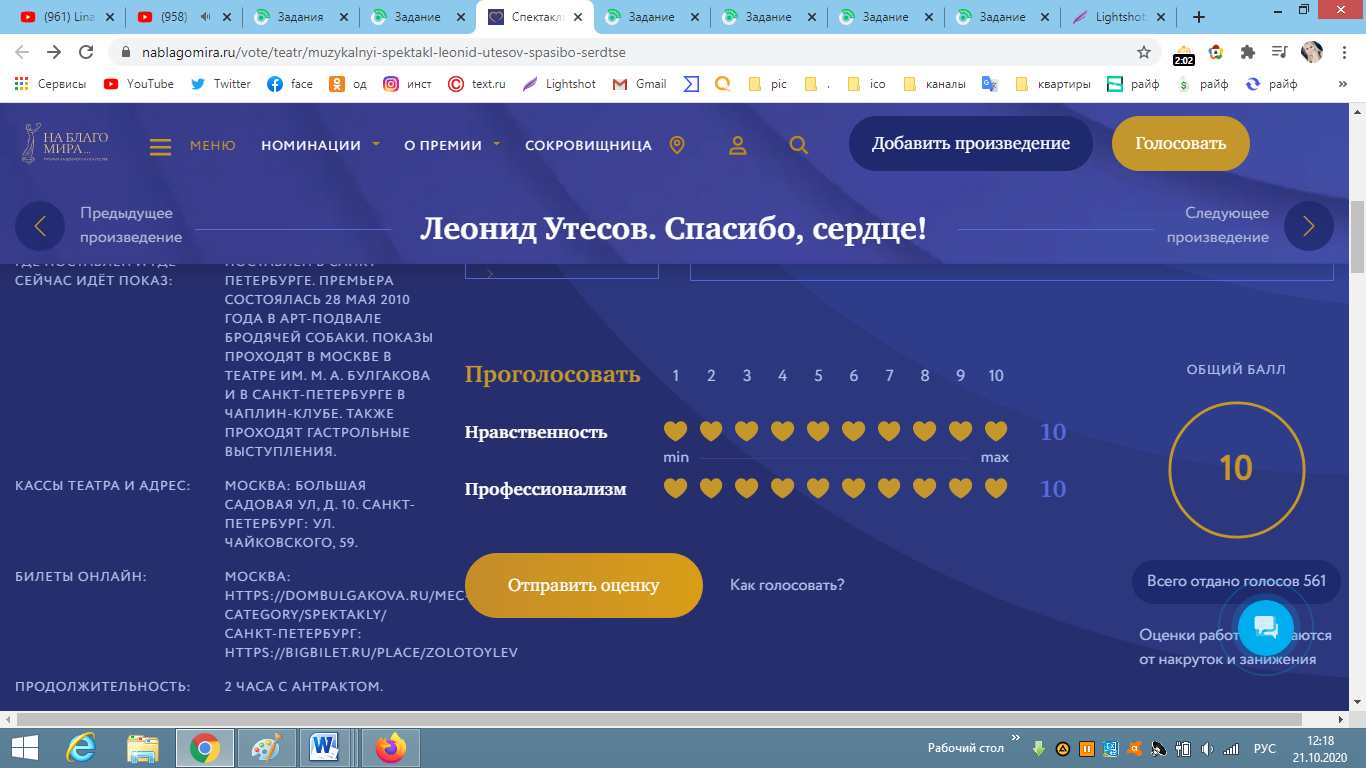 (961) Lina
(958)
Задания
Задание
Спектакл
Задание
Задание
Задание
Задание
Lightshot
nablagomira.ru/vote/teatr/muzykalnyi-spektakl-leonid-utesov-spasibo-serdtse
2:02
Сервисы YouTube Twitter face од инст text.ru Lightshot Gmail pic . ico каналы квартиры райф райф райф »
НА БЛАГО
МИРА...
МЕНЮ НОМИНАЦИИ О ПРЕМИИ СОКРОВИЩНИЦА
Добавить произведение
Голосовать
Предыдущее
произведение
Леонид Утесов. Спасибо, сердце!
Следующее
произведение
ГДЕ ПОСТАВЛЕН И ГДЕ
СЕЙЧАС ИДЁТ ПОКАЗ:
ПОСТАВЛЕН В САНКТ-
ПЕТЕРБУРГЕ. ПРЕМЬЕРА
СОСТОЯЛАСЬ 28 МАЯ 2010
ГОДА В АРТ-ПОДВАЛЕ
БРОДЯЧЕЙ СОБАКИ. ПОКАЗЫ
ПРОХОДЯТ В МОСКВЕ В
ТЕАТРЕ ИМ. М. А. БУЛГАКОВА
И В САНКТ-ПЕТЕРБУРГЕ В
ЧАПЛИН-КЛУБЕ. ТАКЖЕ
ПРОХОДЯТ ГАСТРОЛЬНЫЕ
ВЫСТУПЛЕНИЯ.
КАССЫ ТЕАТРА И АДРЕС:
МОСКВА: БОЛЬШАЯ
САДОВАЯ УЛ, Д. 10. САНКТ-
ПЕТЕРБУРГ: УЛ.
ЧАЙКОВСКОГО, 59.
БИЛЕТЫ ОНЛАЙН:
МОСКВА:
HTTPS://DOMBULGAKOVA.RU/MEC-
CATEGORY/SPEKTAKLY/
САНКТ-ПЕТЕРБУРГ:
HTTPS://BIGBILET.RU/PLACE/ZOLOTOYLEV
ПРОДОЛЖИТЕЛЬНОСТЬ:
2 ЧАСА С АНТРАКТОМ.
Проголосовать 1 2 3 4 5 6 7 8 9 10
Нравственность 10
min max
Профессионализм 10
Отправить оценку
Как голосовать?
ОБЩИЙ БАЛЛ
10
Всего отдано голосов 561
Оценки работ аются
от накруток и занижения
Рабочий стол »
РУС
12:18
21.10.2020